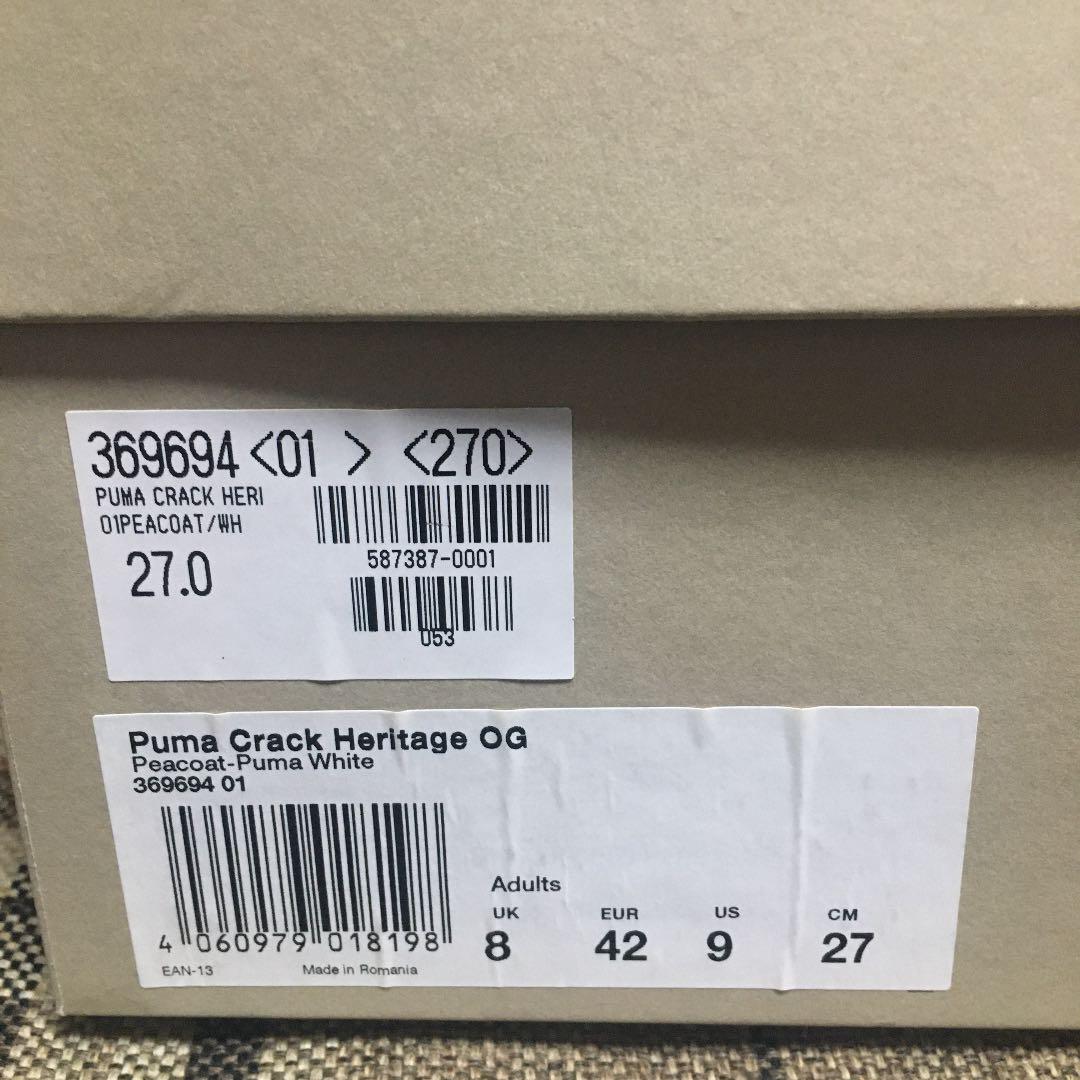 369694<01 > <270>
PUMA CRACK HERI
01PEACOAT/WH
27.0
587387-0001
053
Puma Crack Heritage OG
Peacoat-Puma White
369694 01
4 060979 018198
EAN-13 Made in Romania
Adults
UK EUR US CM
8 42 9 27